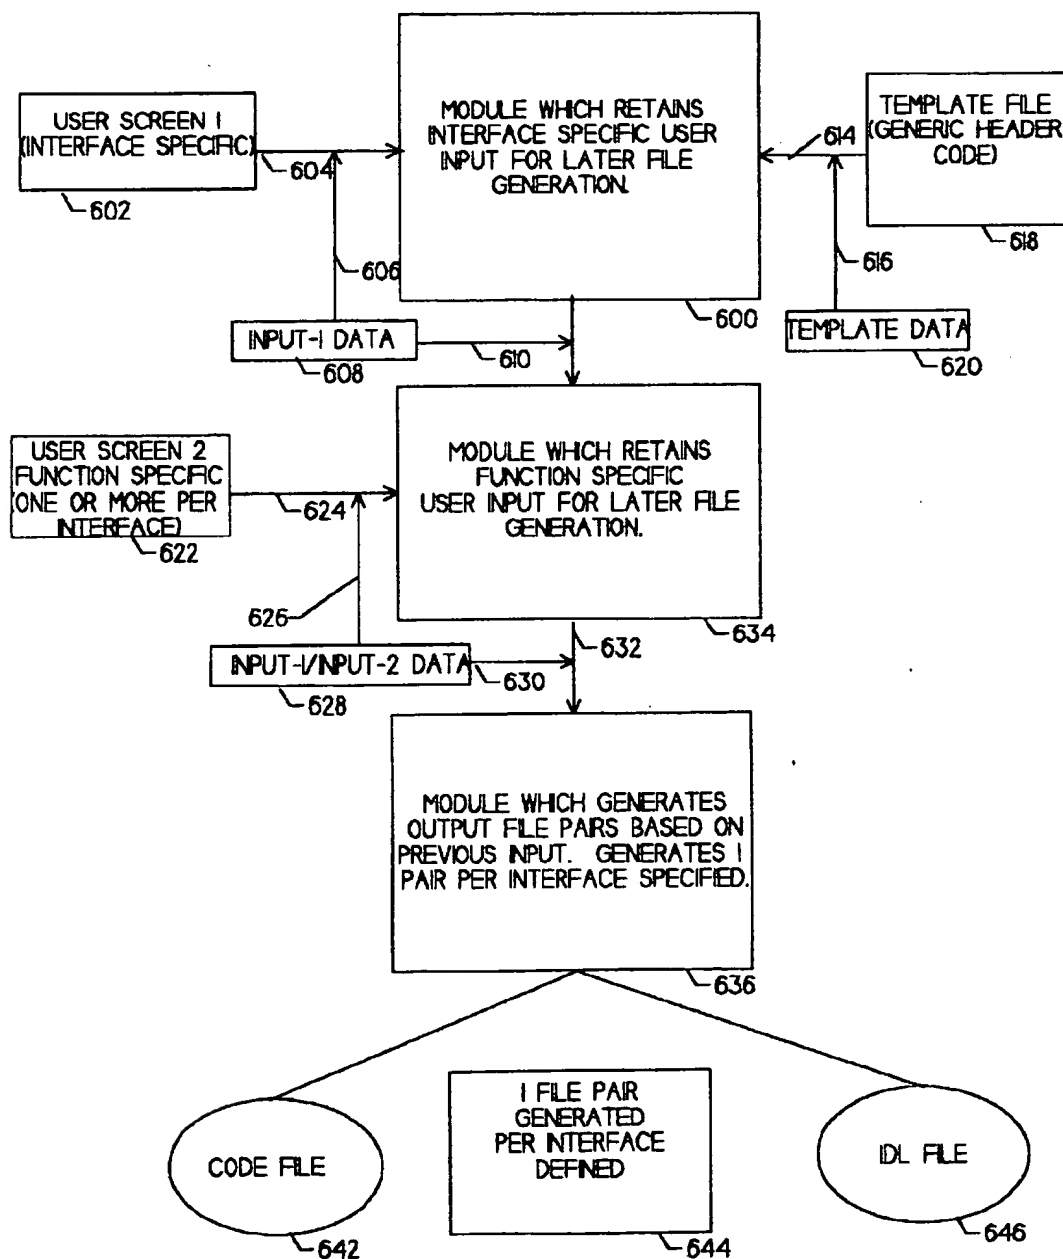 USER SCREEN 1
(INTERFACE SPECIFIC)
604
602
MODULE WHICH RETAINS
INTERFACE SPECIFIC USER
INPUT FOR LATER FILE
GENERATION.
600
TEMPLATE FILE
(GENERIC HEADER
CODE)
614
618
606
616
INPUT-1 DATA
608
610
TEMPLATE DATA
620
USER SCREEN 2
FUNCTION SPECIFIC
(ONE OR MORE PER
INTERFACE)
624
622
MODULE WHICH RETAINS
FUNCTION SPECIFIC
USER INPUT FOR LATER FILE
GENERATION.
634
626
632
INPUT-1/INPUT-2 DATA
628
630
MODULE WHICH GENERATES
OUTPUT FILE PAIRS BASED ON
PREVIOUS INPUT. GENERATES 1
PAIR PER INTERFACE SPECIFIED.
636
CODE FILE
642
1 FILE PAIR
GENERATED
PER INTERFACE
DEFINED
644
IDL FILE
646